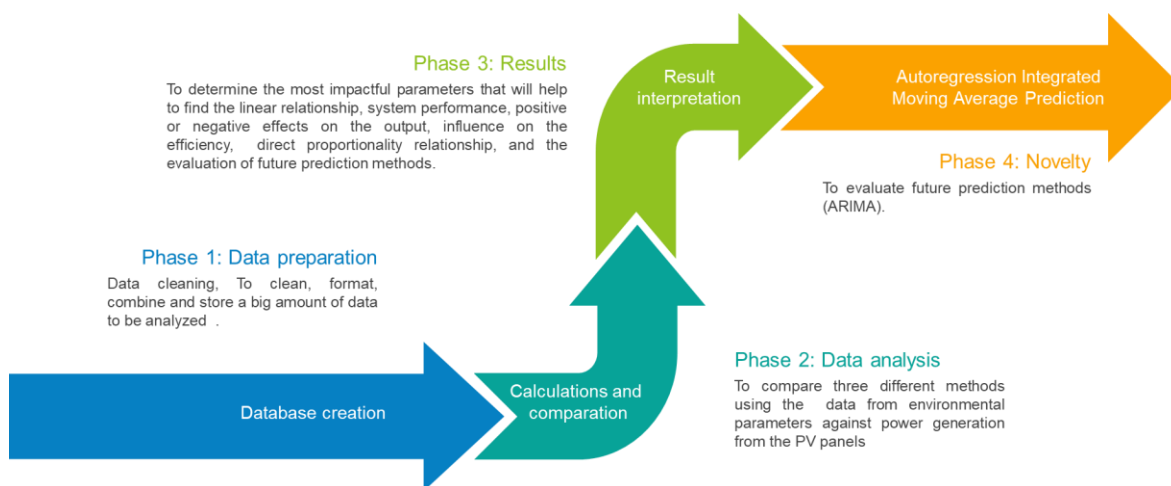 Phase 3: Results
To determine the most impactful parameters that will help
to find the linear relationship, system performance, positive
or negative effects on the output, influence on the
efficiency, direct proportionality relationship, and the
evaluation of future prediction methods.
Result
interpretation
Autoregression Integrated
Moving Average Prediction
Phase 4: Novelty
To evaluate future prediction methods
(ARIMA).
Phase 1: Data preparation
Data cleaning, To clean, format,
combine and store a big amount of data
to be analyzed .
Database creation
Calculations and
comparation
Phase 2: Data analysis
To compare three different methods
using the data from environmental
parameters against power generation
from the PV panels